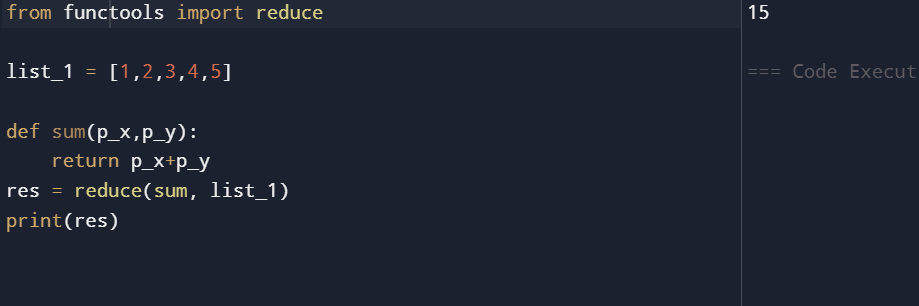 from functools import reduce
15
list_1 = [1,2,3,4,5]
=== Code Execut
def sum(p_x,p_y):
    return p_x+p_y
res = reduce(sum, list_1)
print(res)